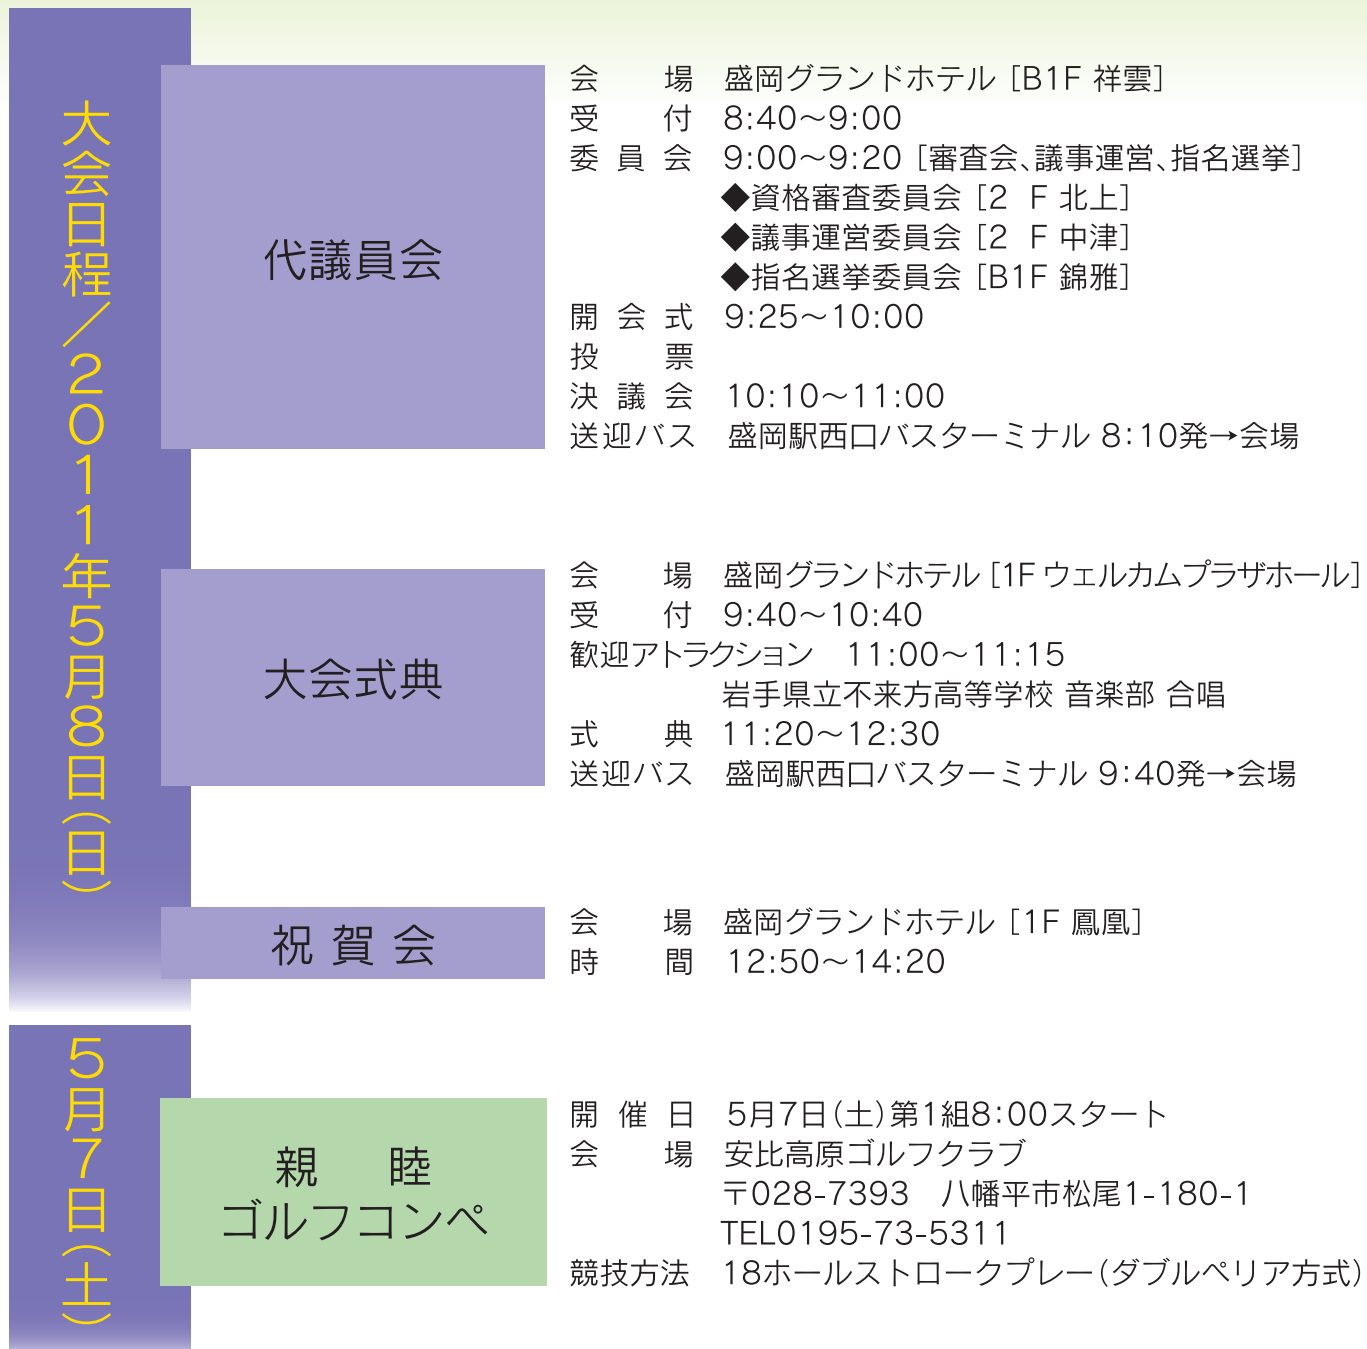 大会日程／2011年5月8日（日）
代議員会
会場 盛岡グランドホテル［B1F 祥雲］
受付 8:40～9:00
委員会 9:00～9:20［審査会、議事運営、指名選挙］
◆資格審査委員会［2 F 北上］
◆議事運営委員会［2 F 中津］
◆指名選挙委員会［B1F 錦雅］
開会式 9:25～10:00
投票
決議会 10:10～11:00
送迎バス 盛岡駅西口バスターミナル 8：10発→会場
大会式典
会場 盛岡グランドホテル［1F ウェルカムプラザホール］
受付 9:40～10:40
歓迎アトラクション 11:00～11:15
岩手県立不来方高等学校 音楽部 合唱
式典 11:20～12:30
送迎バス 盛岡駅西口バスターミナル 9：40発→会場
祝賀会
会場 盛岡グランドホテル［1F 鳳凰］
時間 12:50～14:20
5月7日（土）
親睦
ゴルフコンペ
開催日 5月7日（土）第1組8：00スタート
会場 安比高原ゴルフクラブ
〒028-7393 八幡平市松尾1-180-1
TEL0195-73-5311
競技方法 18ホールストロークプレー（ダブルペリア方式）